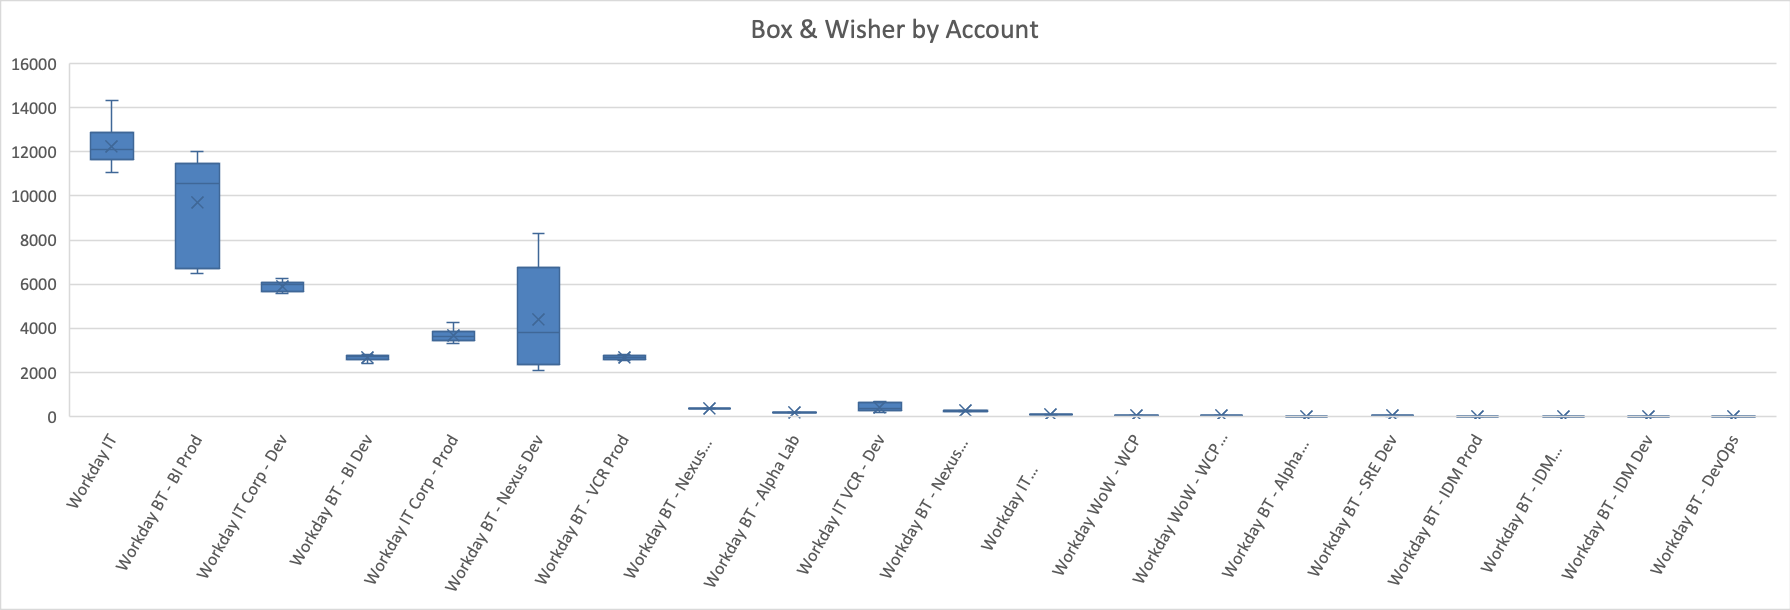 Box & Wisher by Account
16000
14000
12000
10000
8000
6000
4000
2000
0
Workday IT
Workday BT - BI Prod
Workday IT Corp - Dev
Workday BT - BI Dev
Workday IT Corp - Prod
Workday BT - Nexus Dev
Workday BT - VCR Prod
Workday BT - Nexus...
Workday BT - Alpha Lab
Workday IT VCR - Dev
Workday BT - Nexus...
Workday IT...
Workday WoW - WCP
Workday WoW - WCP...
Workday BT - Alpha...
Workday BT - SRE Dev
Workday BT - IDM Prod
Workday BT - IDM...
Workday BT - IDM Dev
Workday BT - DevOps